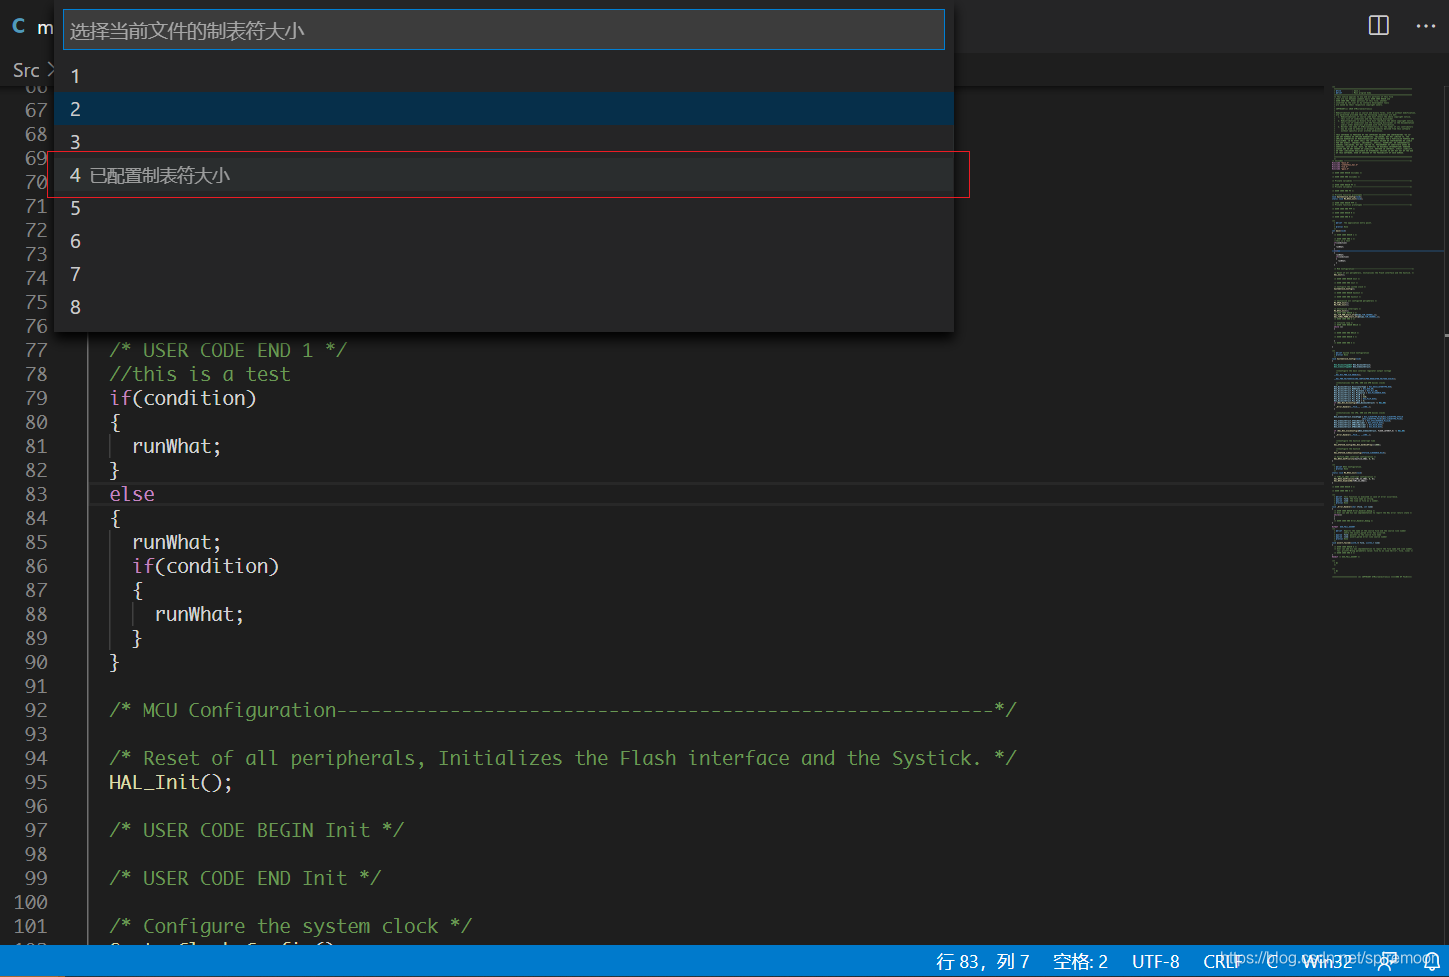 C m
选择当前文件的制表符大小
Src
1
2
3
4 已配置制表符大小
5
6
7
8
66
67
68
69
70
71
72
73
74
75
76
77 /* USER CODE END 1 */
78 //this is a test
79 if(condition)
80 {
81 runWhat;
82 }
83 else
84 {
85 runWhat;
86 if(condition)
87 {
88 runWhat;
89 }
90 }
91
92 /* MCU Configuration----------------------------------------------------------*/
93
94 /* Reset of all peripherals, Initializes the Flash interface and the Systick. */
95 HAL_Init();
96
97 /* USER CODE BEGIN Init */
98
99 /* USER CODE END Init */
100
101 /* Configure the system clock */
行 83，列 7 空格: 2 UTF-8 CRLF C Win32
https://blog.csdn.net/spiremoon